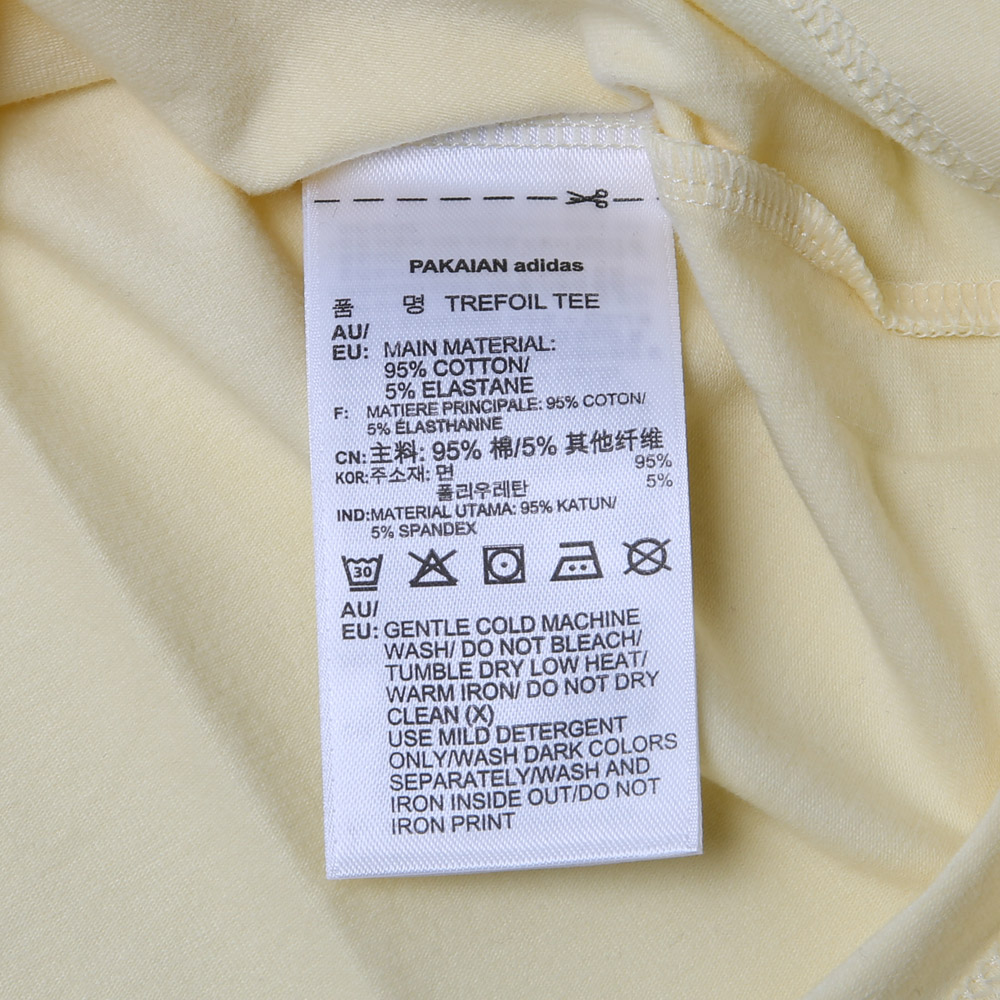 PAKAIAN adidas
품 명 TREFOIL TEE
AU/
EU: MAIN MATERIAL:
95% COTTON/
5% ELASTANE
F: MATIERE PRINCIPALE: 95% COTON/
5% ÉLASTHANNE
CN: 主料: 95% 棉/5% 其他纤维
KOR: 주소재: 면 95%
폴리우레탄 5%
IND: MATERIAL UTAMA: 95% KATUN/
5% SPANDEX
30
AU/
EU: GENTLE COLD MACHINE
WASH/ DO NOT BLEACH/
TUMBLE DRY LOW HEAT/
WARM IRON/ DO NOT DRY
CLEAN (X)
USE MILD DETERGENT
ONLY/WASH DARK COLORS
SEPARATELY/WASH AND
IRON INSIDE OUT/DO NOT
IRON PRINT